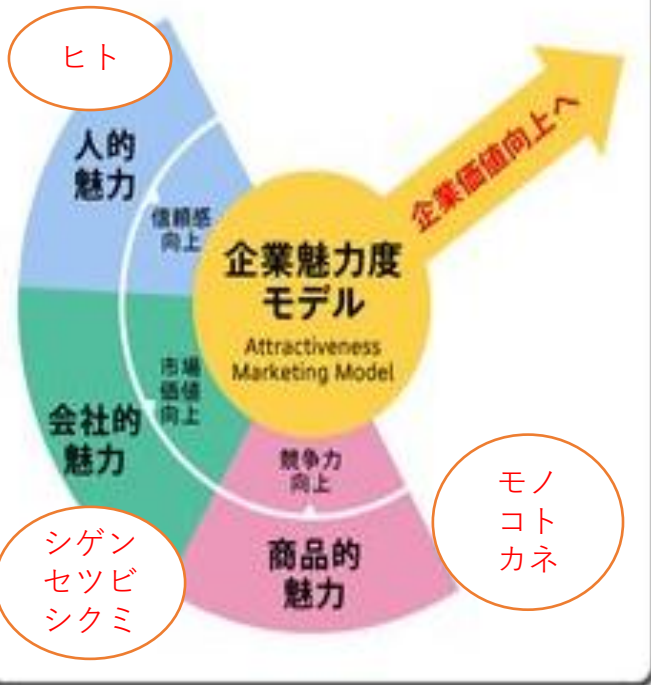 ヒト
人的
魅力
信頼感
向上
企業価値向上へ
企業魅力度
モデル
Attractiveness
Marketing Model
市場
価値
向上
会社的
魅力
競争力
向上
商品的
魅力
モノ
コト
カネ
シゲン
セツビ
シクミ